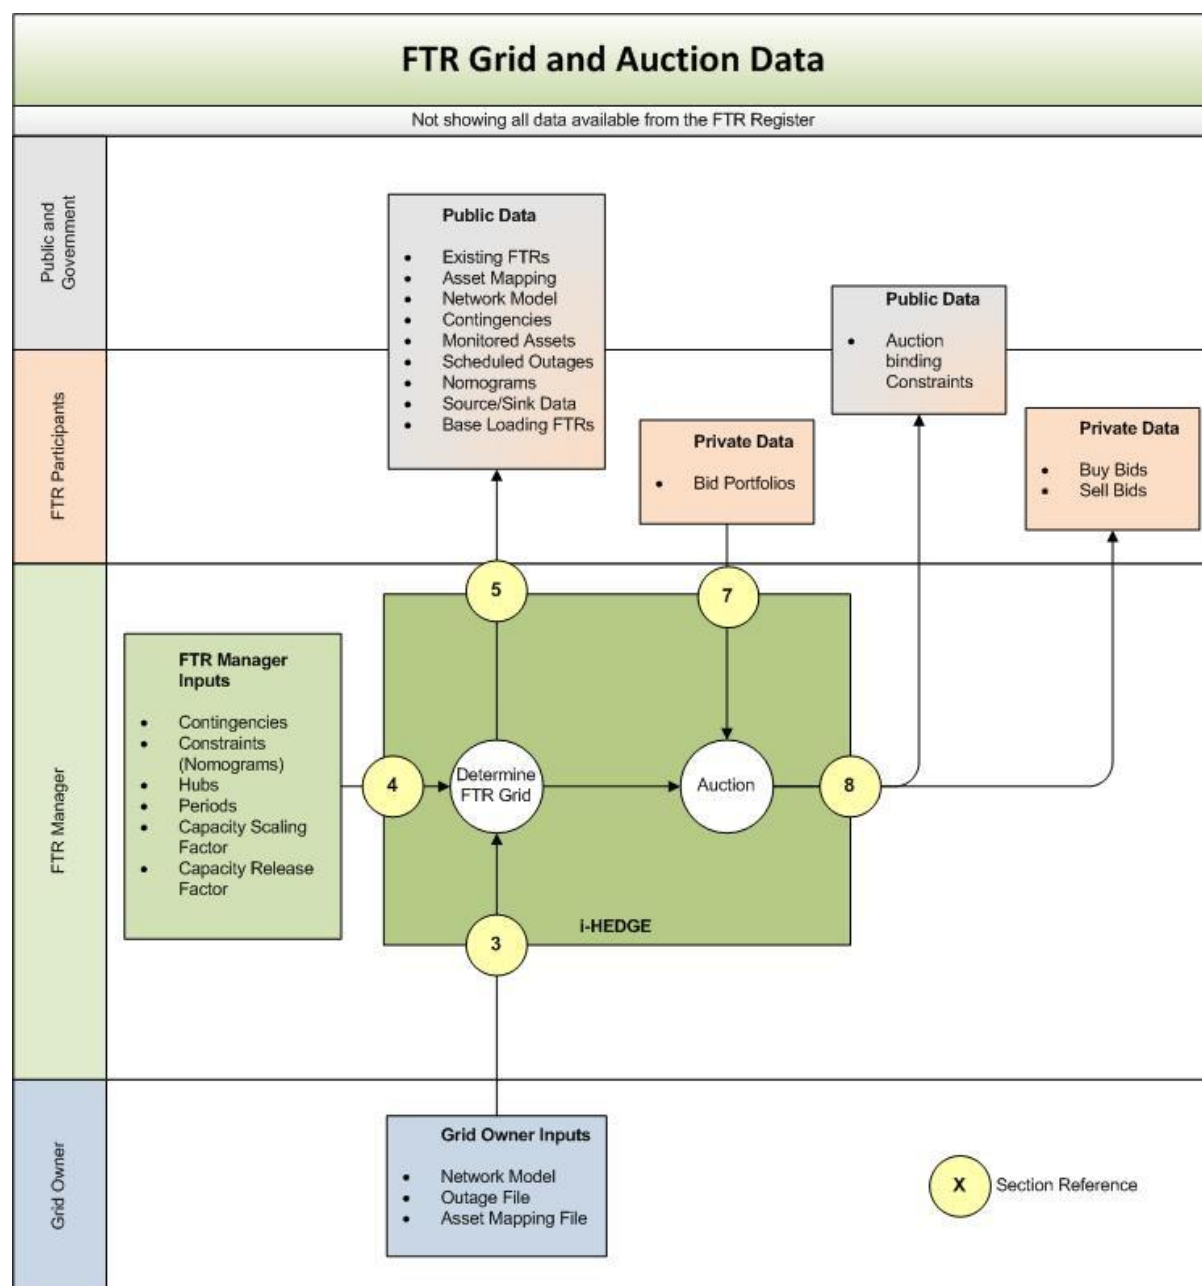 FTR Grid and Auction Data
Not showing all data available from the FTR Register
Public and
Government
Public Data
• Existing FTRs
• Asset Mapping
• Network Model
• Contingencies
• Monitored Assets
• Scheduled Outages
• Nomograms
• Source/Sink Data
• Base Loading FTRs
Public Data
• Auction
binding
Constraints
FTR Participants
Private Data
• Bid Portfolios
Private Data
• Buy Bids
• Sell Bids
FTR Manager
5
7
FTR Manager
Inputs
• Contingencies
• Constraints
(Nomograms)
• Hubs
• Periods
• Capacity Scaling
Factor
• Capacity Release
Factor
4
Determine
FTR Grid
Auction
8
i-HEDGE
3
Grid Owner
Grid Owner Inputs
• Network Model
• Outage File
• Asset Mapping File
X
Section Reference